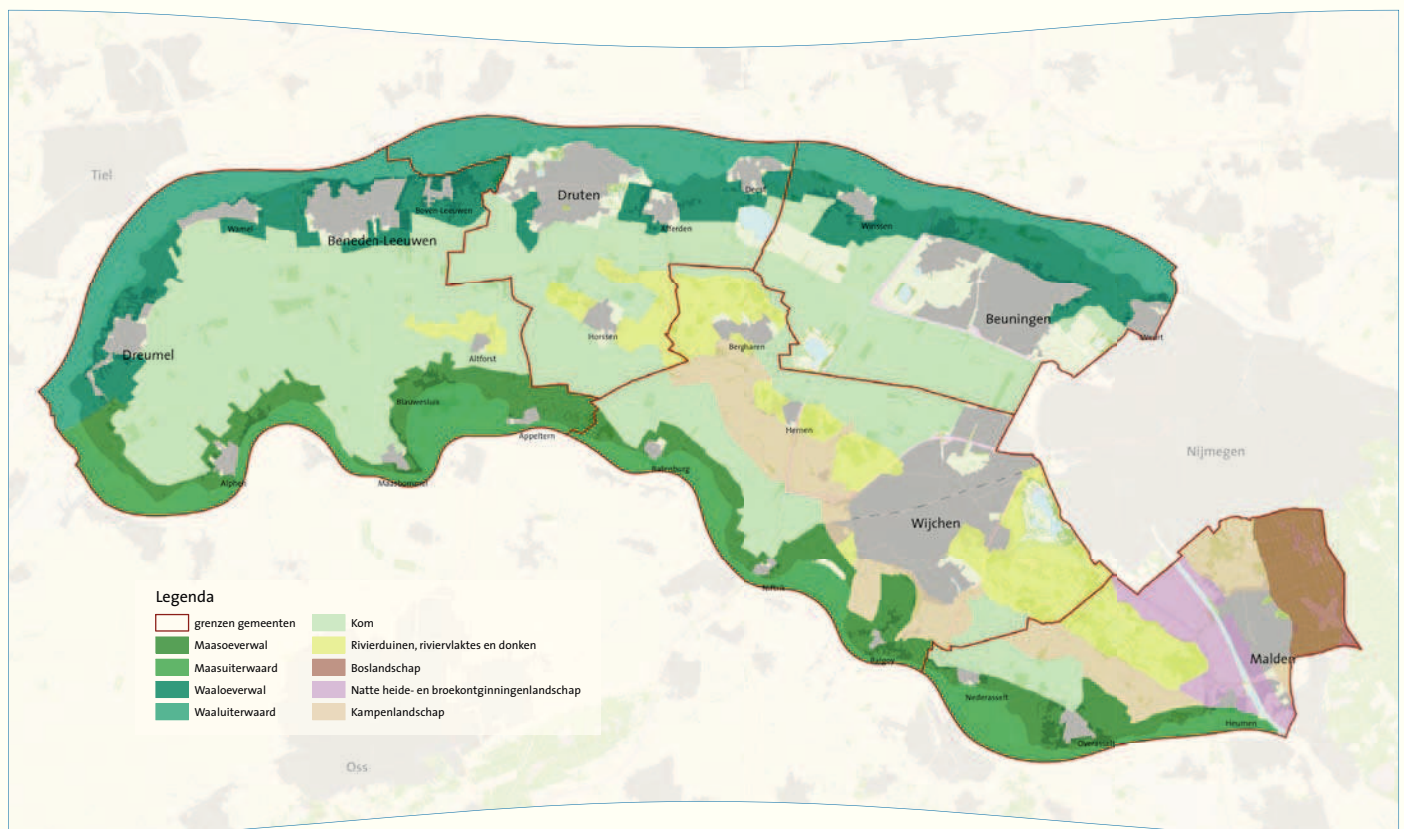 Tiel
Druten
Deest
Boven-Leeuwen
Wamel
Afferden
Winssen
Beneden-Leeuwen
Beuningen
Weurt
Horssen
Bergharen
Dreumel
Altforst
Blauwesluis
Hernen
Appeltern
Nijmegen
Batenburg
Alphen
Maasbommel
Wijchen
Niftrik
Legenda
grenzen gemeenten
Maasoeverwal
Maasuiterwaard
Waaloeverwal
Waaluiterwaard
Kom
Rivierduinen, riviervlaktes en donken
Boslandschap
Natte heide- en broekontginningenlandschap
Kampenlandschap
Balgoy
Malden
Nederasselt
Heumen
Overasselt
Oss